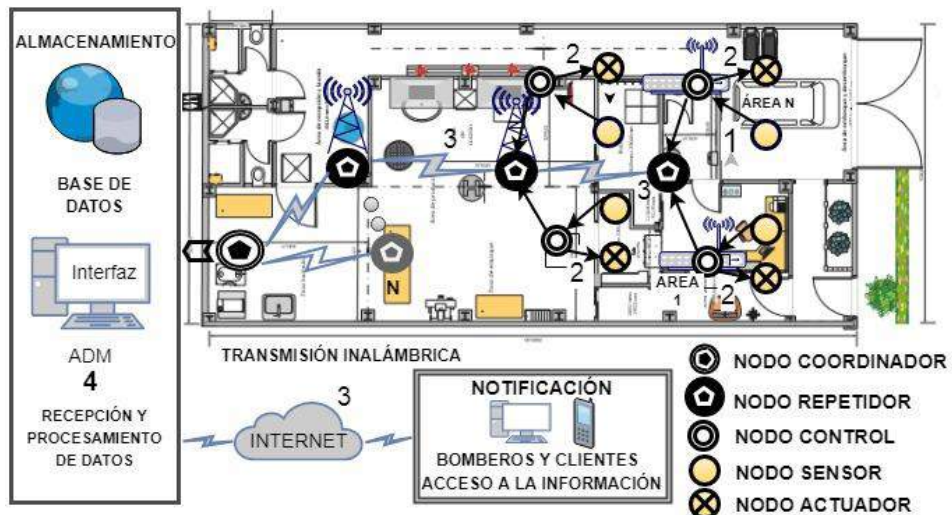 ALMACENAMIENTO
BASE DE
DATOS
Interfaz
ADM
4
RECEPCIÓN Y
PROCESAMIENTO
DE DATOS
2
2
ÁREA N
1
3
3
2
N
AREA
1
2
TRANSMISIÓN INALÁMBRICA
3
INTERNET
NOTIFICACIÓN
BOMBEROS Y CLIENTES
ACCESO A LA INFORMACIÓN
NODO COORDINADOR
NODO REPETIDOR
NODO CONTROL
NODO SENSOR
NODO ACTUADOR